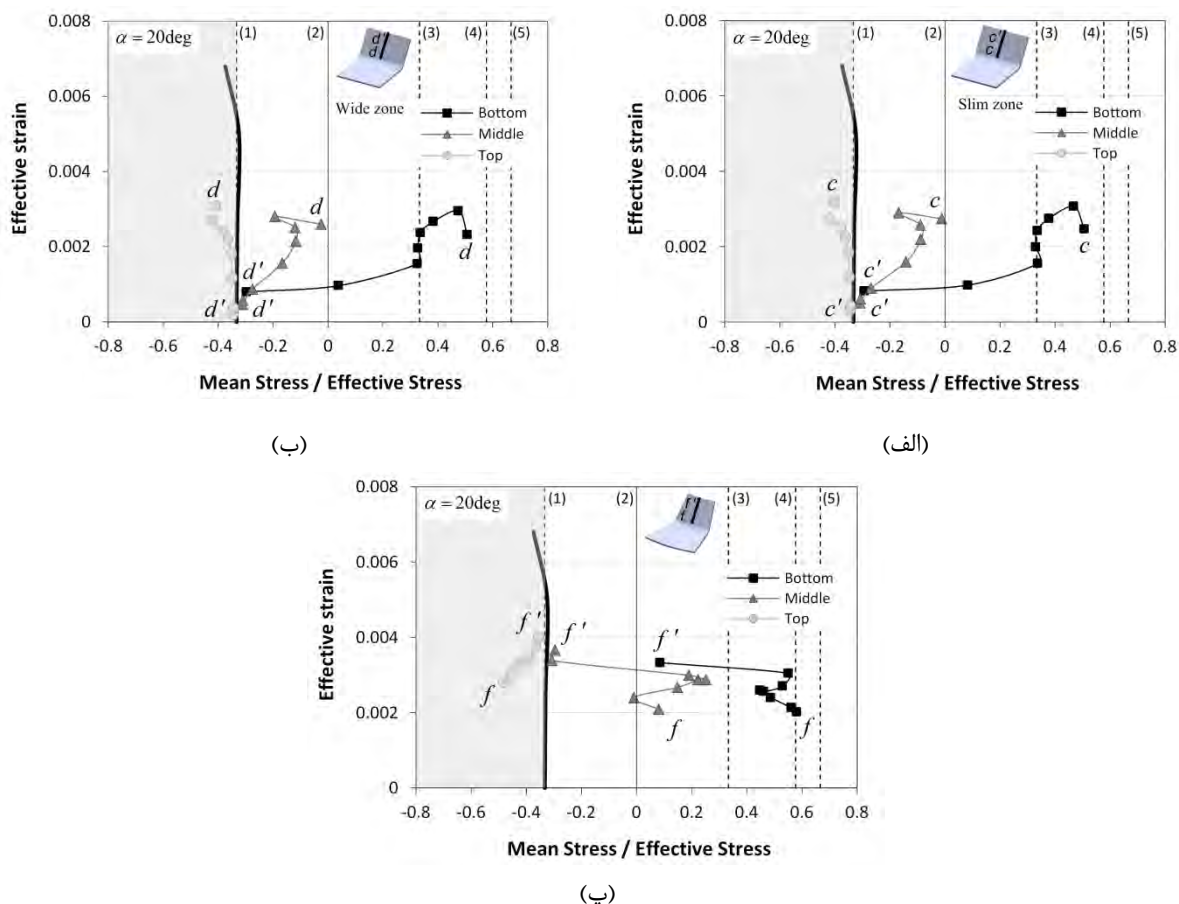 0.008
0.006
0.004
0.002
0
Effective strain
α = 20deg
(1)
(2)
(3)
(4)
(5)
d'
d
Wide zone
Bottom
Middle
Top
d
d
d
d'
d'
d'
-0.8 -0.6 -0.4 -0.2 0 0.2 0.4 0.6 0.8
Mean Stress / Effective Stress
(ب)
0.008
0.006
0.004
0.002
0
Effective strain
α = 20deg
(1)
(2)
(3)
(4)
(5)
c'
c
Slim zone
Bottom
Middle
Top
c
c
c
c'
c'
c'
-0.8 -0.6 -0.4 -0.2 0 0.2 0.4 0.6 0.8
Mean Stress / Effective Stress
(الف)
0.008
0.006
0.004
0.002
0
Effective strain
α = 20deg
(1)
(2)
(3)
(4)
(5)
f'
f
Bottom
Middle
Top
f'
f'
f'
f
f
f
-0.8 -0.6 -0.4 -0.2 0 0.2 0.4 0.6 0.8
Mean Stress / Effective Stress
(پ)